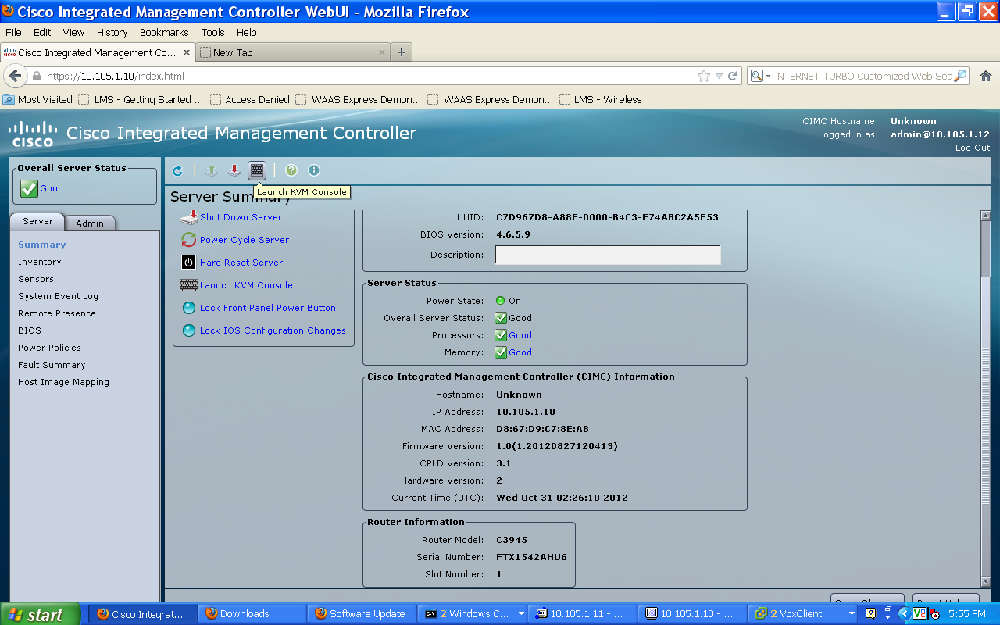 Cisco Integrated Management Controller WebUI - Mozilla Firefox
File Edit View History Bookmarks Tools Help
Cisco Integrated Management Co... × New Tab × +
https://10.105.1.10/index.html iNTERNET TURBO Customized Web Sea
Most Visited LMS - Getting Started ... Access Denied WAAS Express Demon... WAAS Express Demon... LMS - Wireless
CISCO Cisco Integrated Management Controller
CIMC Hostname: Unknown
Logged in as: admin@10.105.1.12
Log Out
Overall Server Status
Good
Server Admin
Summary
Inventory
Sensors
System Event Log
Remote Presence
BIOS
Power Policies
Fault Summary
Host Image Mapping
Launch KVM Console
Server Summary
Shut Down Server
Power Cycle Server
Hard Reset Server
Launch KVM Console
Lock Front Panel Power Button
Lock IOS Configuration Changes
UUID: C7D967D8-A88E-0000-B4C3-E74ABC2A5F53
BIOS Version: 4.6.5.9
Description:
Server Status
Power State: On
Overall Server Status: Good
Processors: Good
Memory: Good
Cisco Integrated Management Controller (CIMC) Information
Hostname: Unknown
IP Address: 10.105.1.10
MAC Address: D8:67:D9:C7:8E:A8
Firmware Version: 1.0(1.20120827120413)
CPLD Version: 3.1
Hardware Version: 2
Current Time (UTC): Wed Oct 31 02:26:10 2012
Router Information
Router Model: C3945
Serial Number: FTX1542AHU6
Slot Number: 1
start Cisco Integrat... Downloads Software Update 2 Windows C... 10.105.1.11 - ... 10.105.1.10 - ... 2 VpxClient 5:55 PM